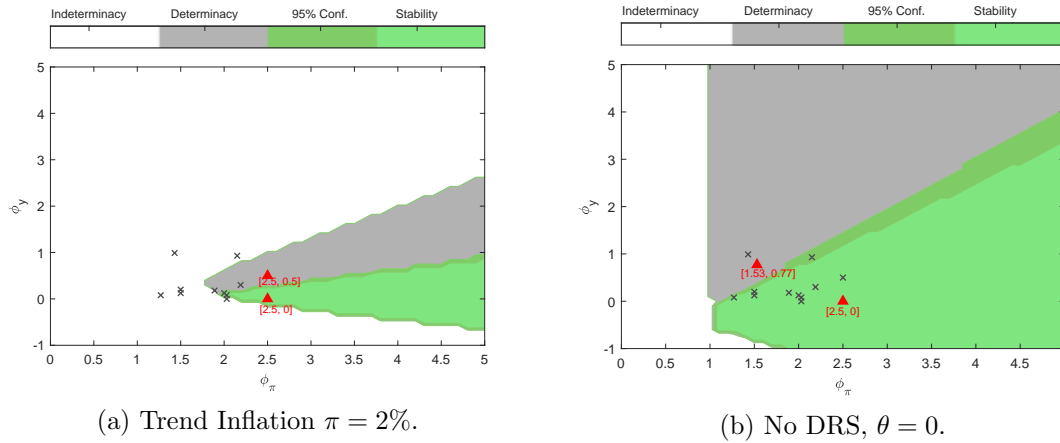 Indeterminacy Determinacy 95% Conf. Stability
5
4
3
2
1
0
-1
ϕ_y
[2.5, 0.5]
[2.5, 0]
0 0.5 1 1.5 2 2.5 3 3.5 4 4.5 5
ϕ_π
(a) Trend Inflation π = 2%.
Indeterminacy Determinacy 95% Conf. Stability
5
4
3
2
1
0
-1
ϕ_y
[1.53, 0.77]
[2.5, 0]
0 0.5 1 1.5 2 2.5 3 3.5 4 4.5
ϕ_π
(b) No DRS, θ = 0.